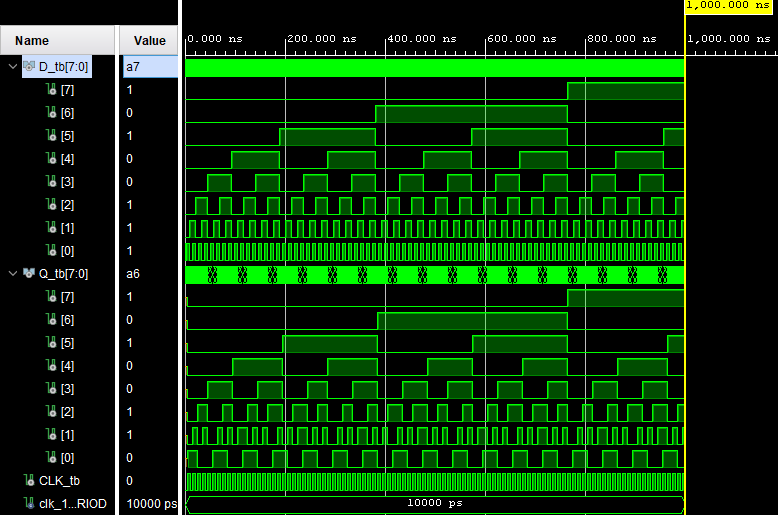 1,000.000 ns
Name Value 0.000 ns 200.000 ns 400.000 ns 600.000 ns 800.000 ns 1,000.000 ns
D_tb[7:0] a7
[7] 1
[6] 0
[5] 1
[4] 0
[3] 0
[2] 1
[1] 1
[0] 1
Q_tb[7:0] a6
[7] 1
[6] 0
[5] 1
[4] 0
[3] 0
[2] 1
[1] 1
[0] 0
CLK_tb 0
clk_1...RIOD 10000 ps 10000 ps